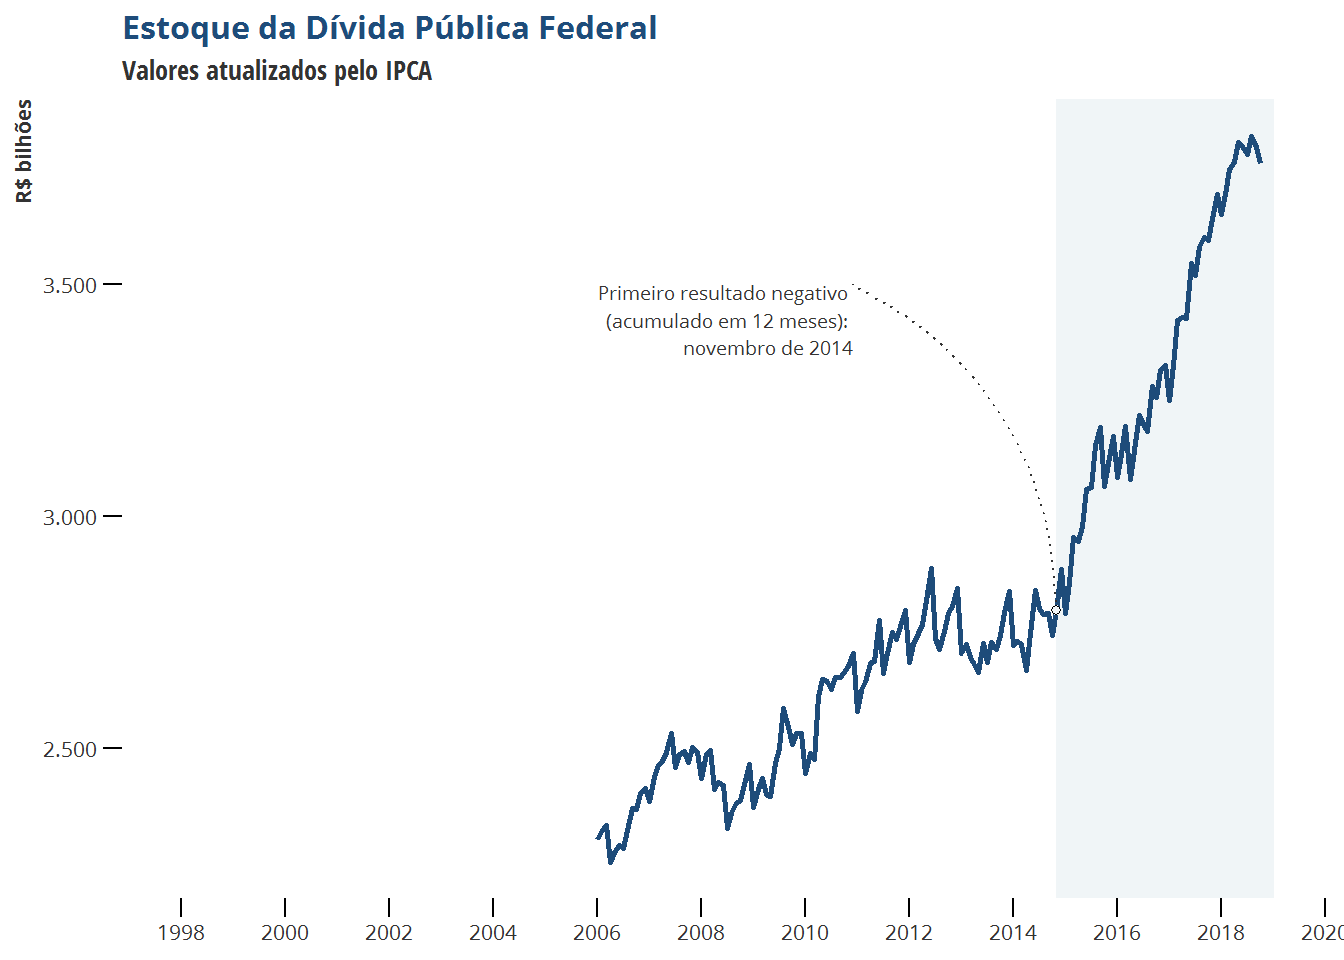 Estoque da Dívida Pública Federal
Valores atualizados pelo IPCA
R$ bilhões
3.500
Primeiro resultado negativo
(acumulado em 12 meses):
novembro de 2014
3.000
2.500
1998 2000 2002 2004 2006 2008 2010 2012 2014 2016 2018 2020